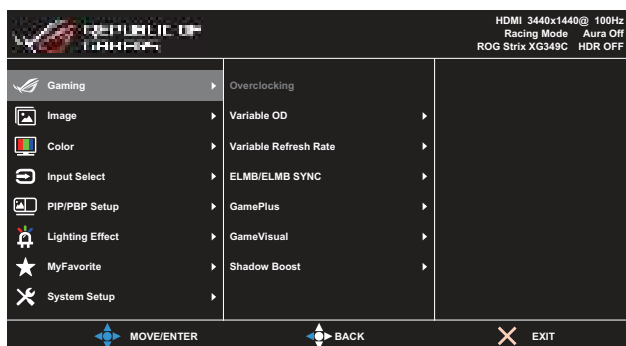 REPUBLIC OF
GAMERS
HDMI 3440x1440@ 100Hz
Racing Mode Aura Off
ROG Strix XG349C HDR OFF
Gaming
Image
Color
Input Select
PIP/PBP Setup
Lighting Effect
MyFavorite
System Setup
Overclocking
Variable OD
Variable Refresh Rate
ELMB/ELMB SYNC
GamePlus
GameVisual
Shadow Boost
MOVE/ENTER
BACK
EXIT